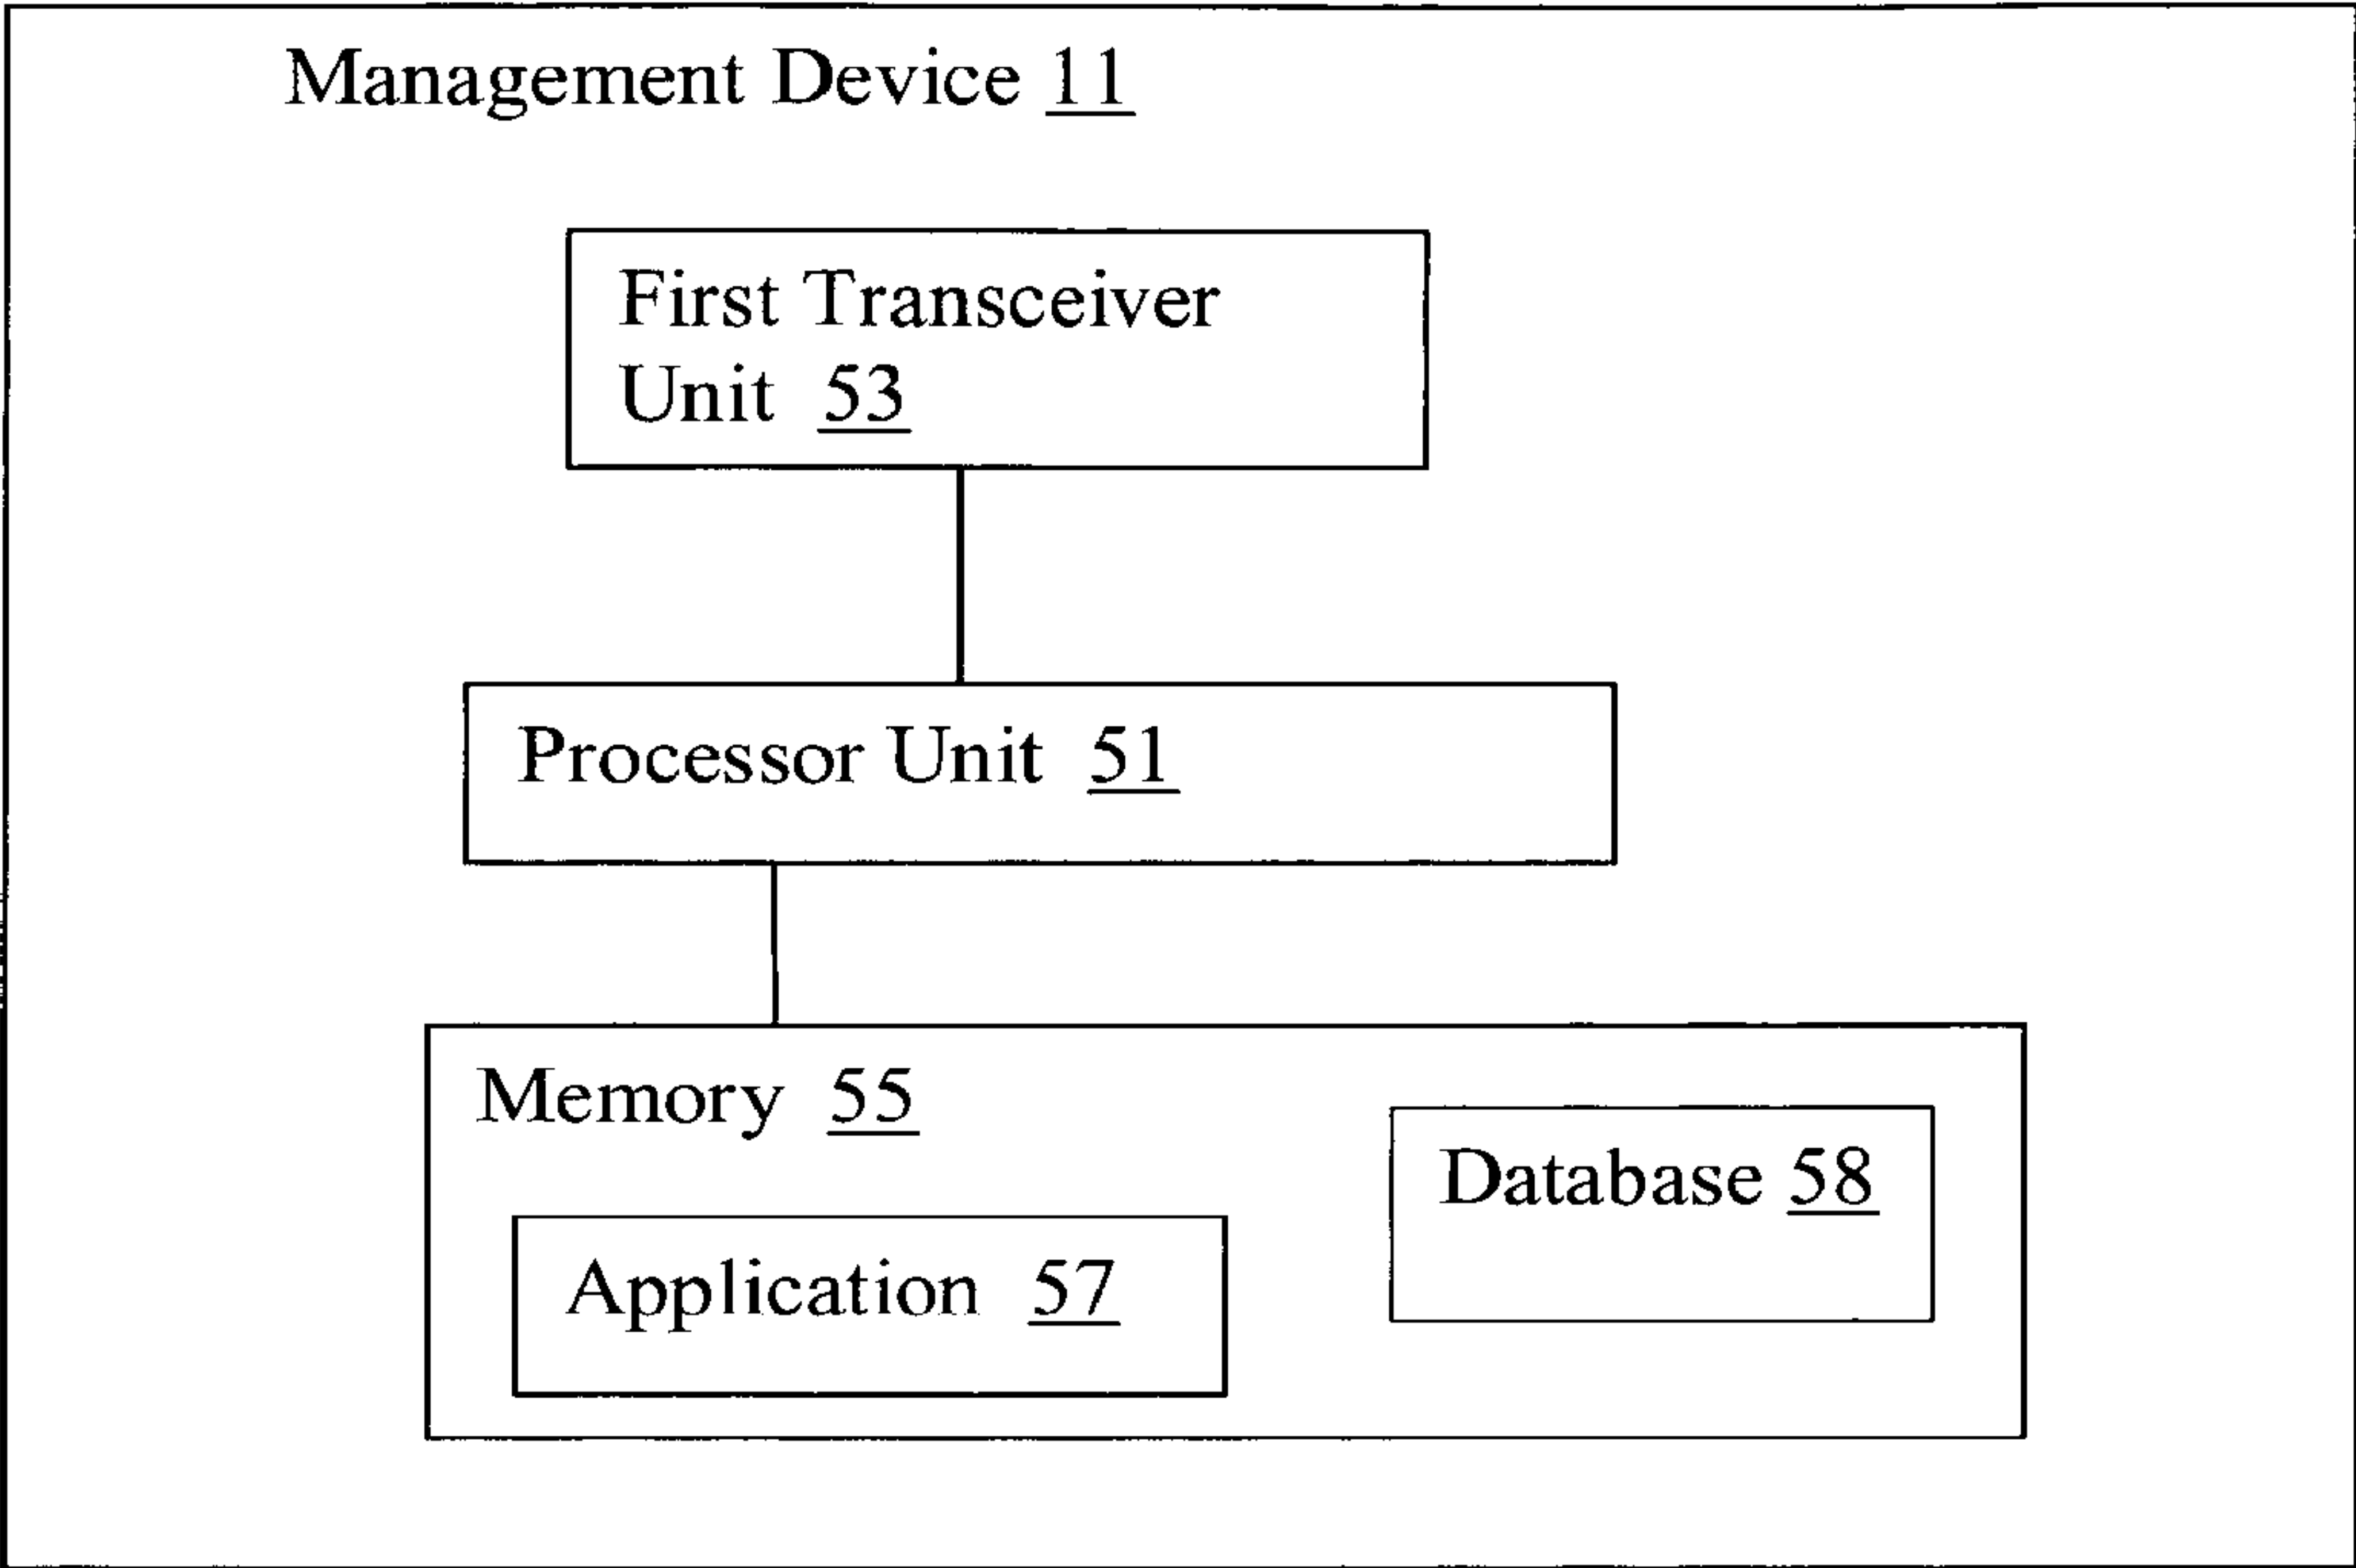 Management Device 11
First Transceiver
Unit 53
Processor Unit 51
Memory 55
Database 58
Application 57